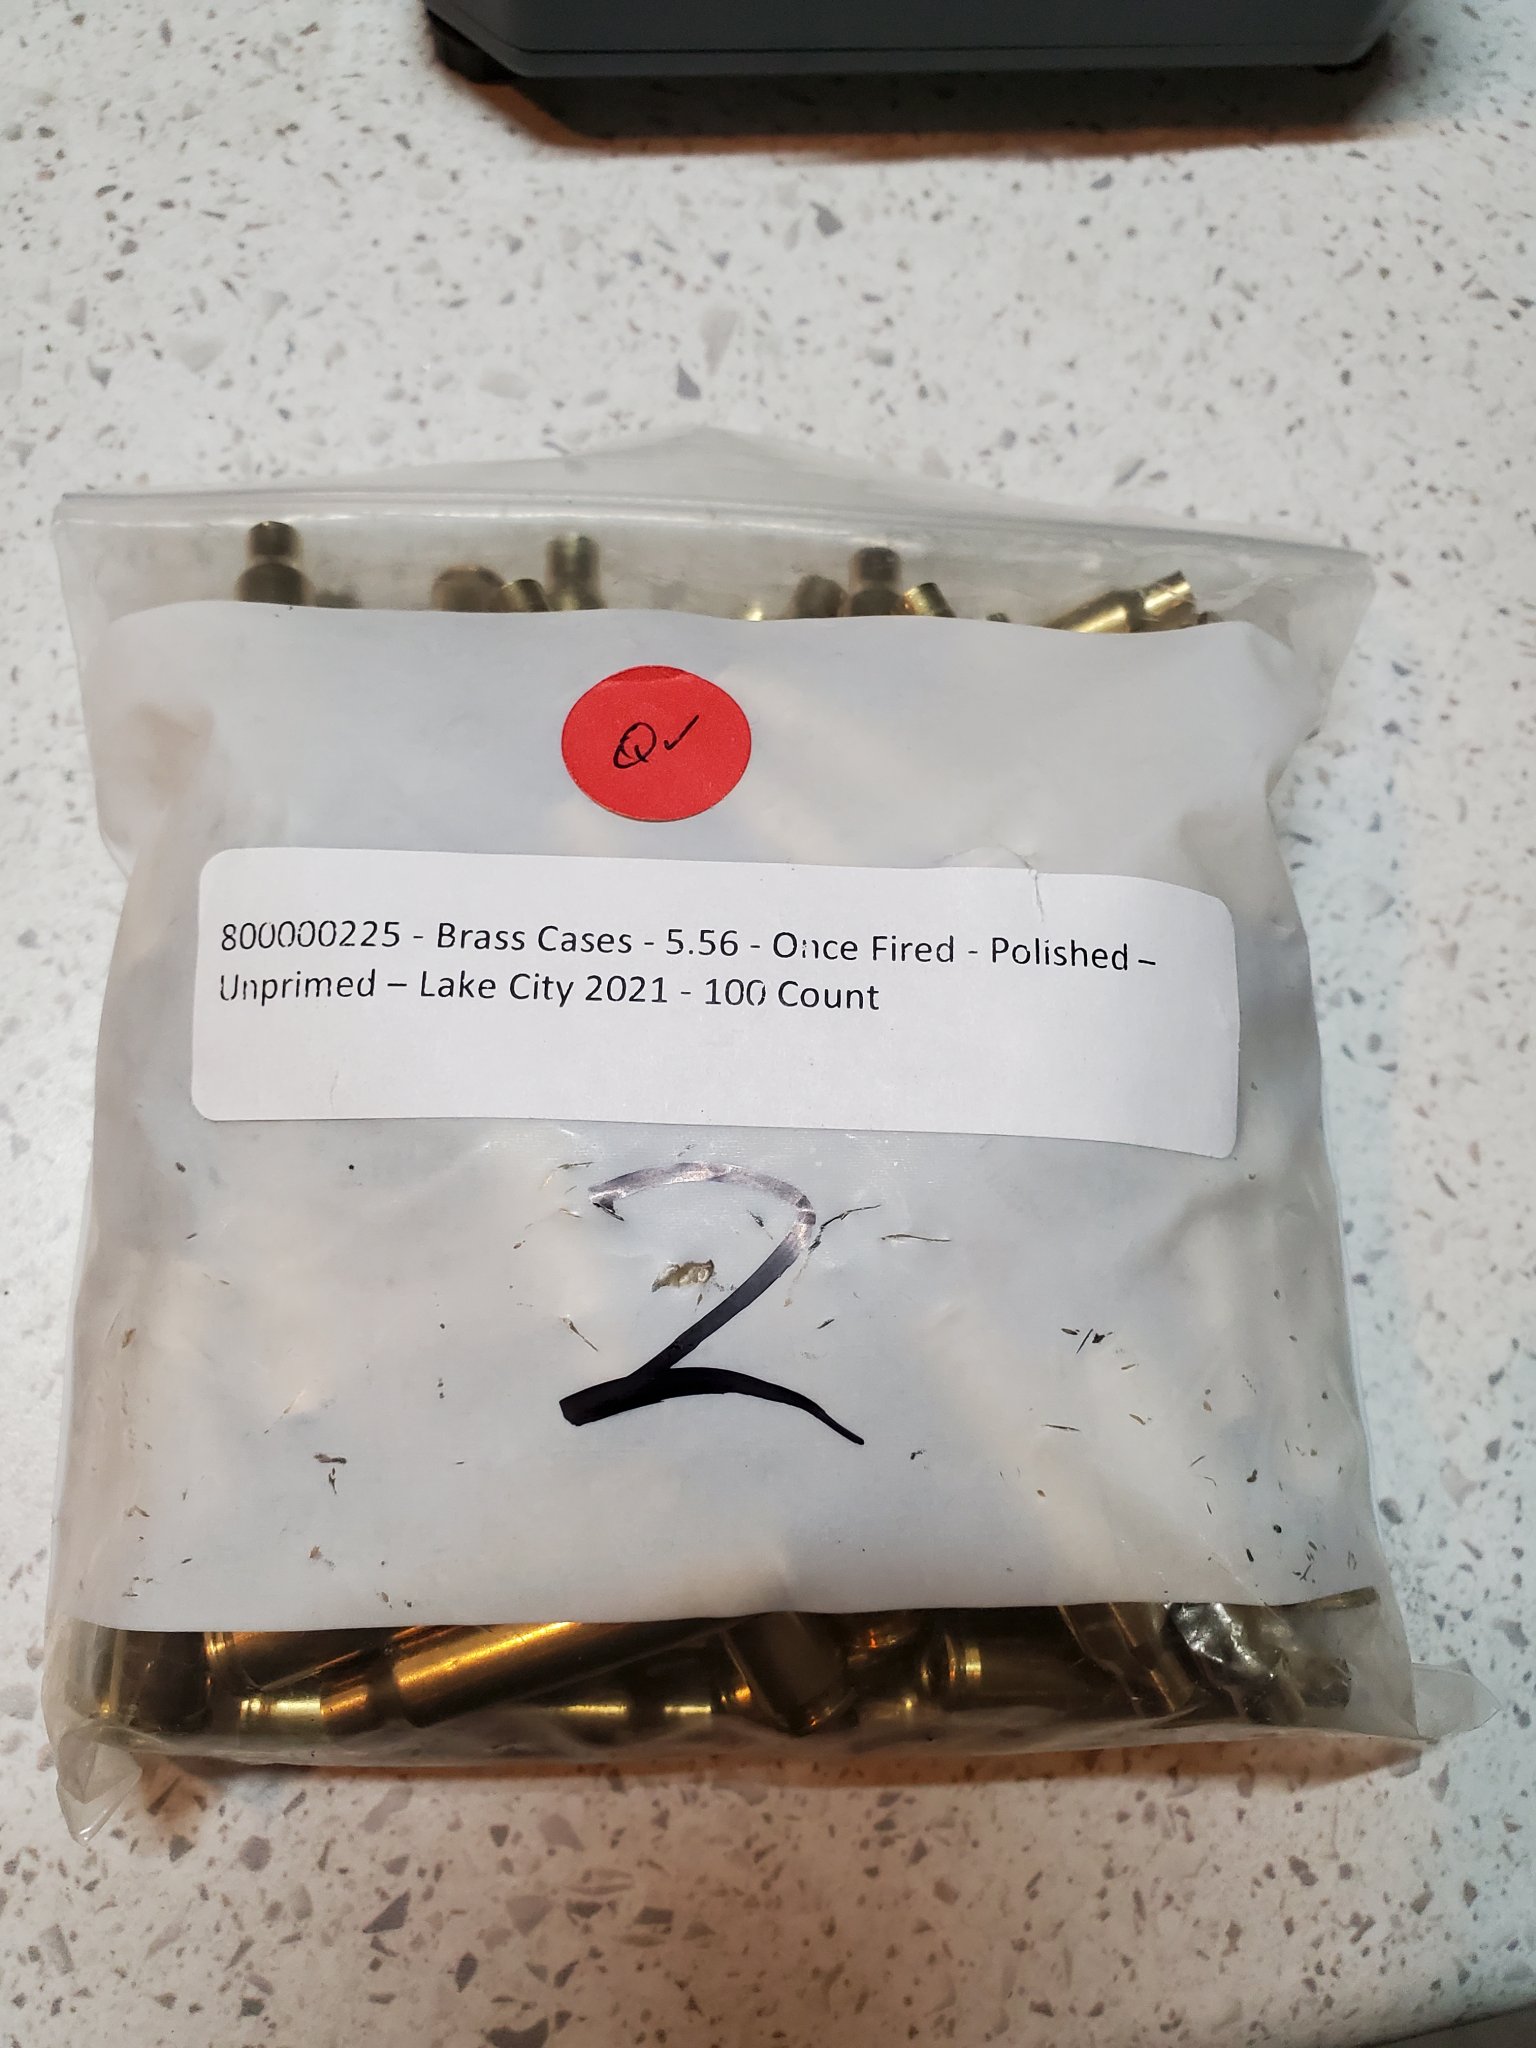 Q✓
800000225 - Brass Cases - 5.56 - Once Fired - Polished –
Unprimed – Lake City 2021 - 100 Count
2